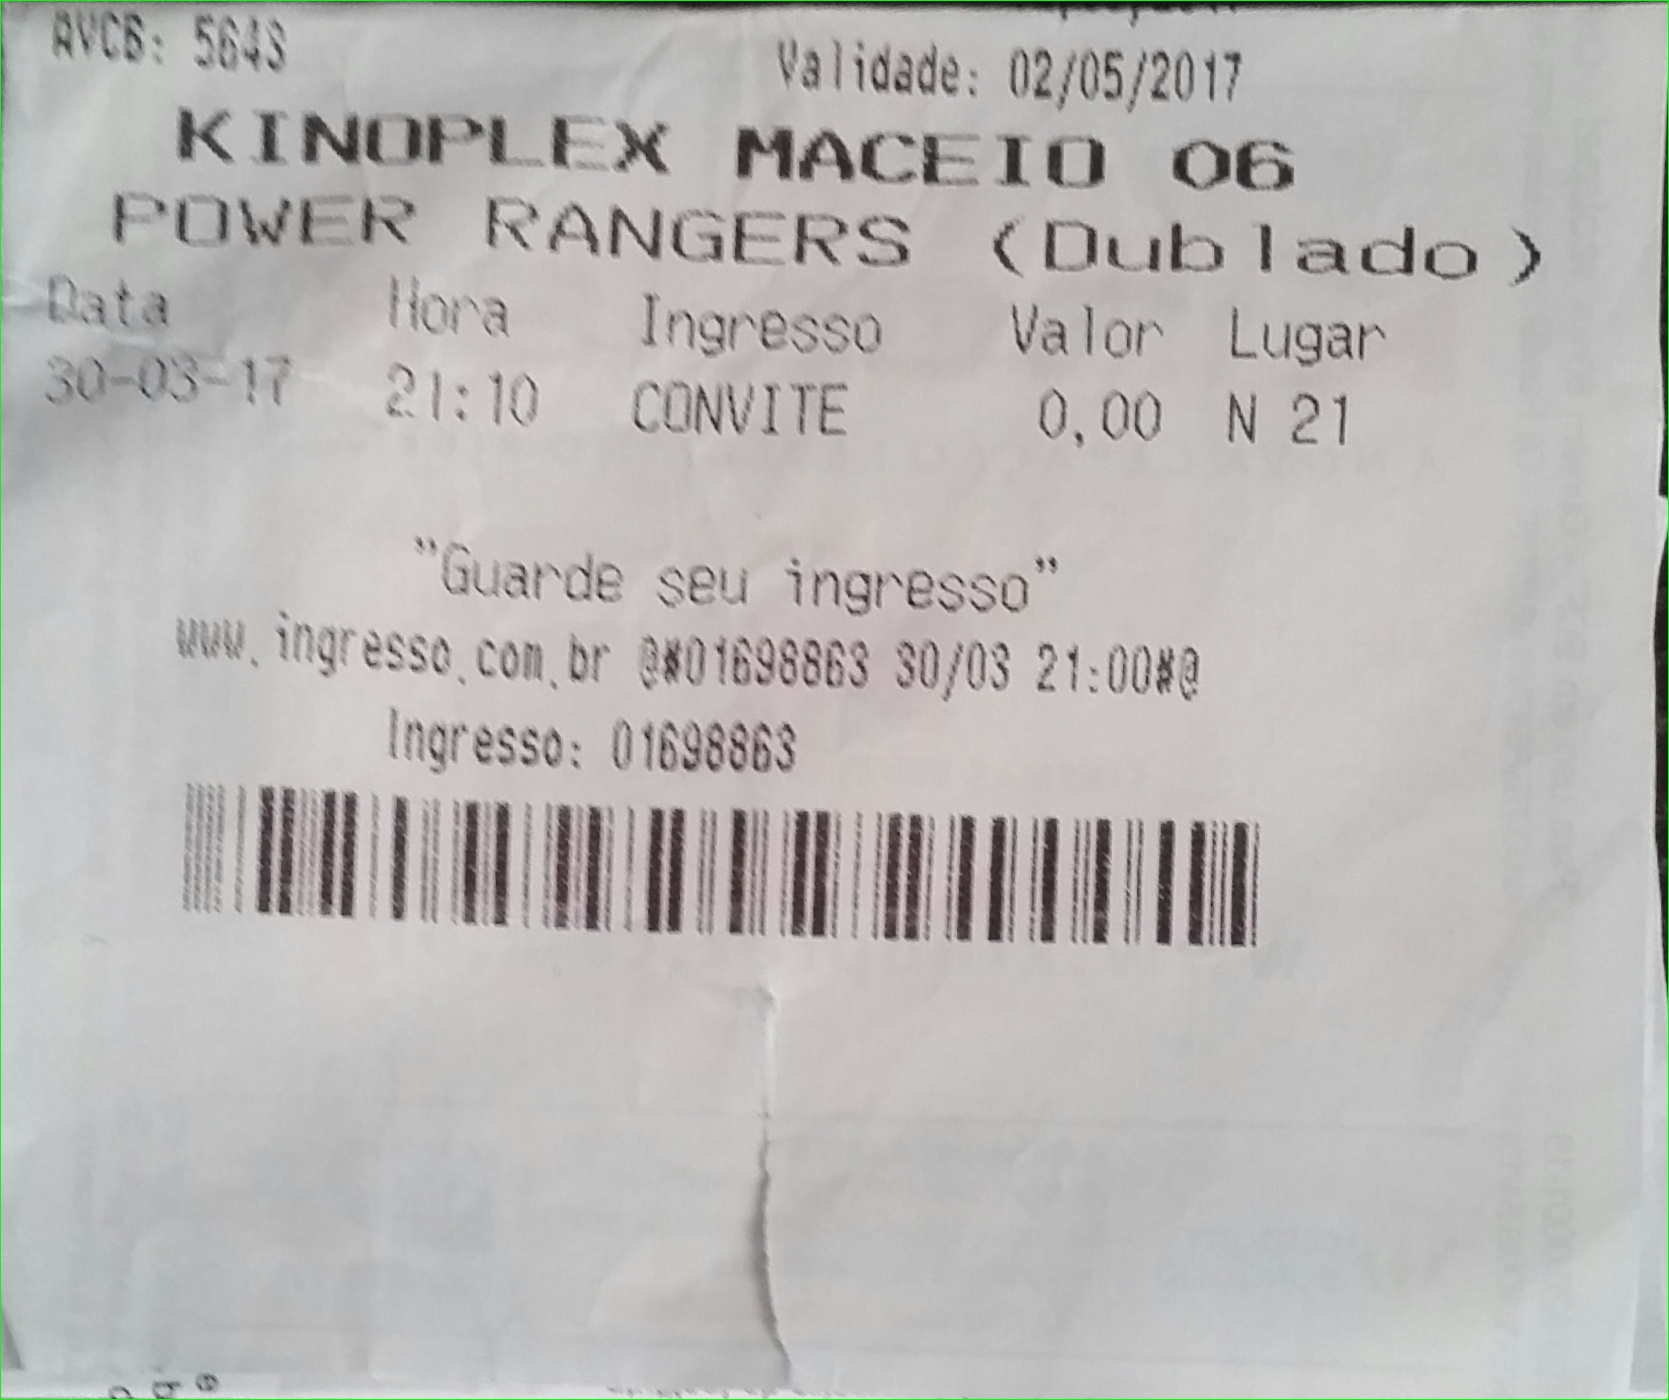 AVCB: 5643 Validade: 02/05/2017
KINOPLEX MACEIO 06
POWER RANGERS (Dublado)
Data Hora Ingresso Valor Lugar
30-03-17 21:10 CONVITE 0,00 N 21
"Guarde seu ingresso"
www.ingresso.com.br @#01698863 30/03 21:00#@
Ingresso: 01698863